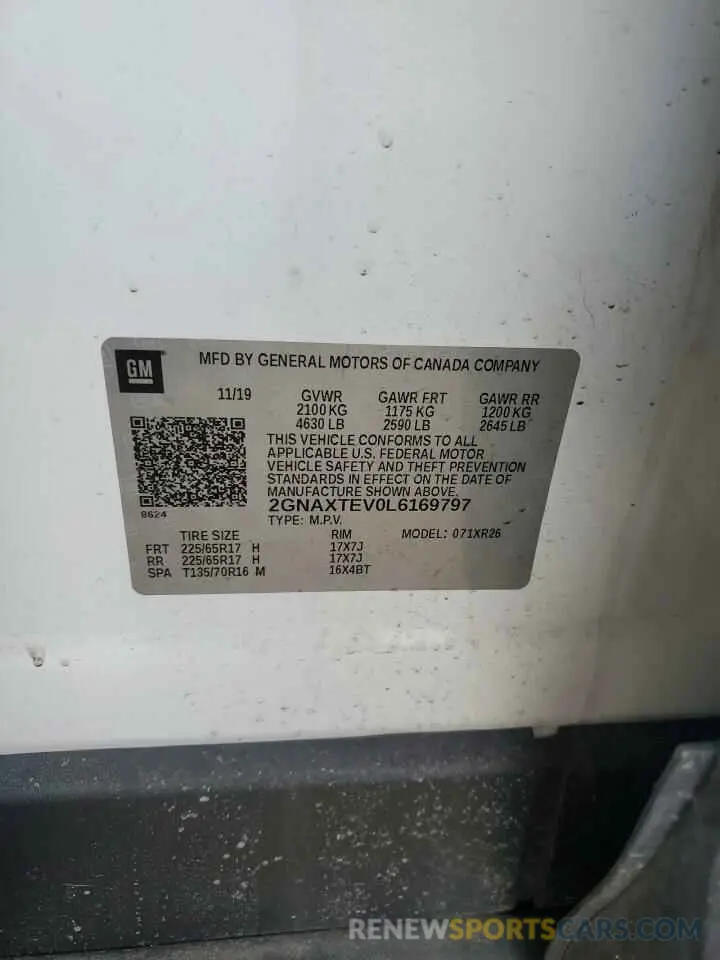 GM
MFD BY GENERAL MOTORS OF CANADA COMPANY
11/19 GVWR GAWR FRT GAWR RR
2100 KG 1175 KG 1200 KG
4630 LB 2590 LB 2645 LB
THIS VEHICLE CONFORMS TO ALL
APPLICABLE U.S. FEDERAL MOTOR
VEHICLE SAFETY AND THEFT PREVENTION
STANDARDS IN EFFECT ON THE DATE OF
MANUFACTURE SHOWN ABOVE.
8624 2GNAXTEV0L6169797
TYPE: M.P.V.
TIRE SIZE RIM MODEL: 071XR26
FRT 225/65R17 H 17X7J
RR 225/65R17 H 17X7J
SPA T135/70R16 M 16X4BT
RENEWSPORTSCARS.COM